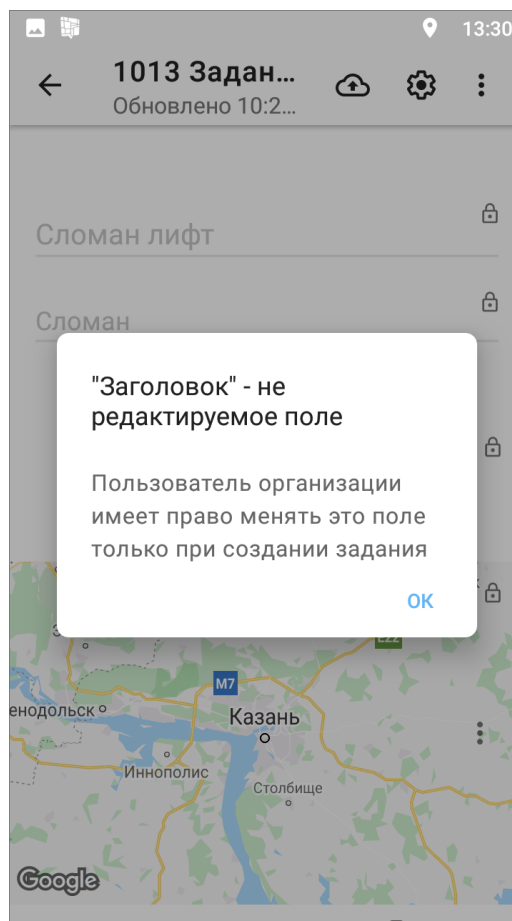 13:30
1013 Задан...
Обновлено 10:2...
Сломан лифт
Сломан
"Заголовок" - не
редактируемое поле
Пользователь организации
имеет право менять это поле
только при создании задания
ОК
E22
M7
енодольск
Казань
Иннополис
Столбище
Google